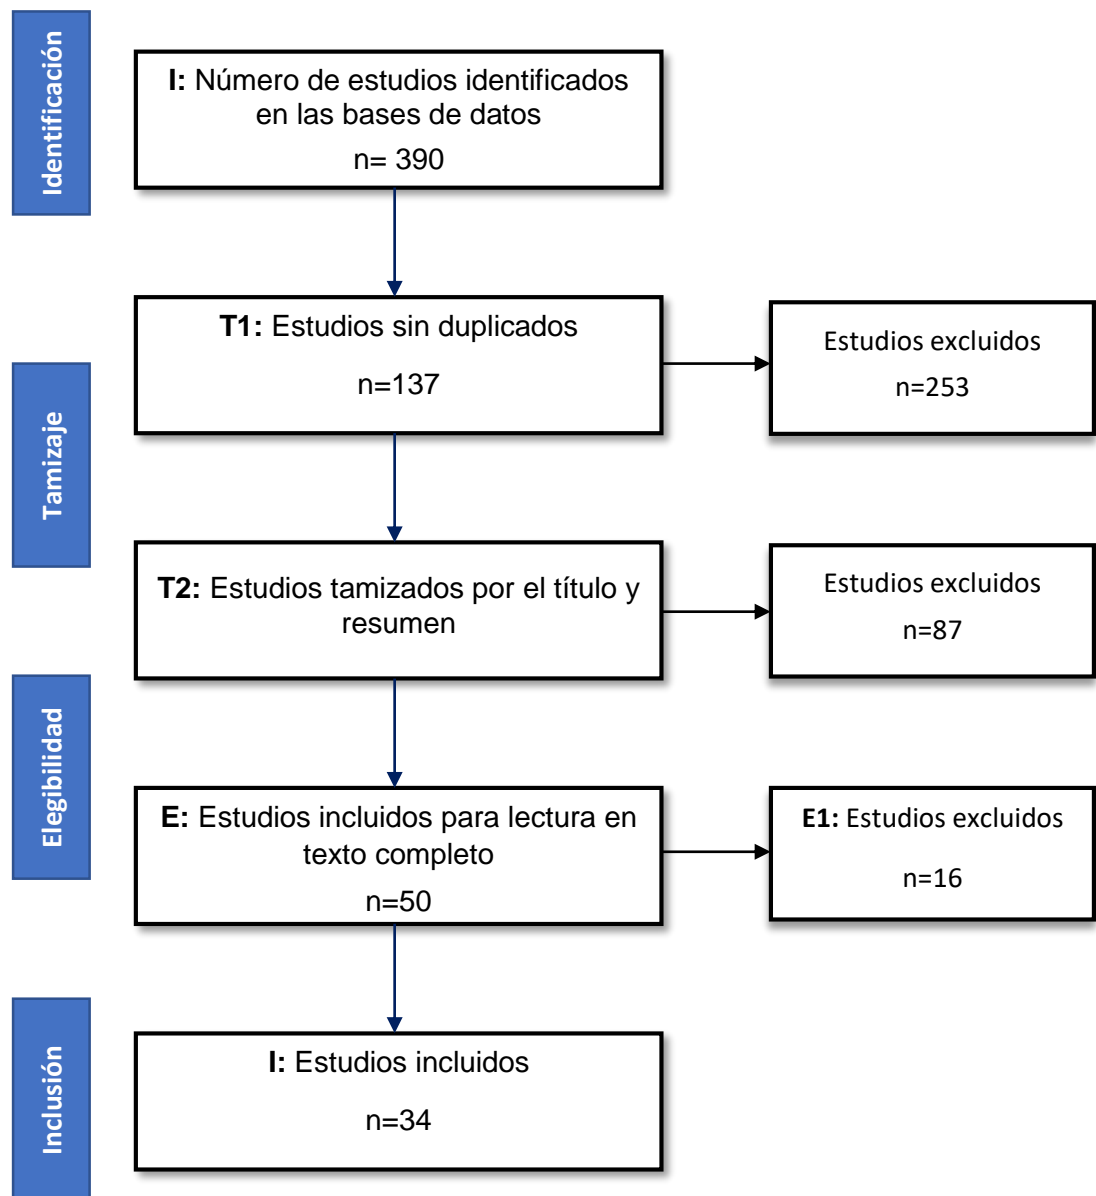 Identificación
I: Número de estudios identificados
en las bases de datos
n= 390
T1: Estudios sin duplicados
n=137
Estudios excluidos
n=253
Tamizaje
T2: Estudios tamizados por el título y
resumen
Estudios excluidos
n=87
Elegibilidad
E: Estudios incluidos para lectura en
texto completo
n=50
E1: Estudios excluidos
n=16
Inclusión
I: Estudios incluidos
n=34